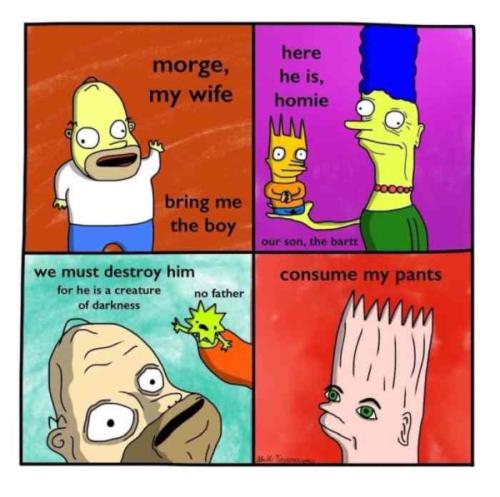 morge,
my wife
bring me
the boy
here
he is,
homie
our son, the bartt
we must destroy him
for he is a creature
of darkness
no father
consume my pants